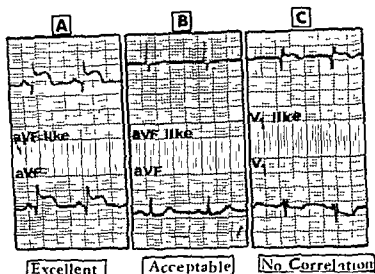 A B C
aVF like aVF like V₁ like
aVF aVF V₁
Excellent Acceptable No Correlation